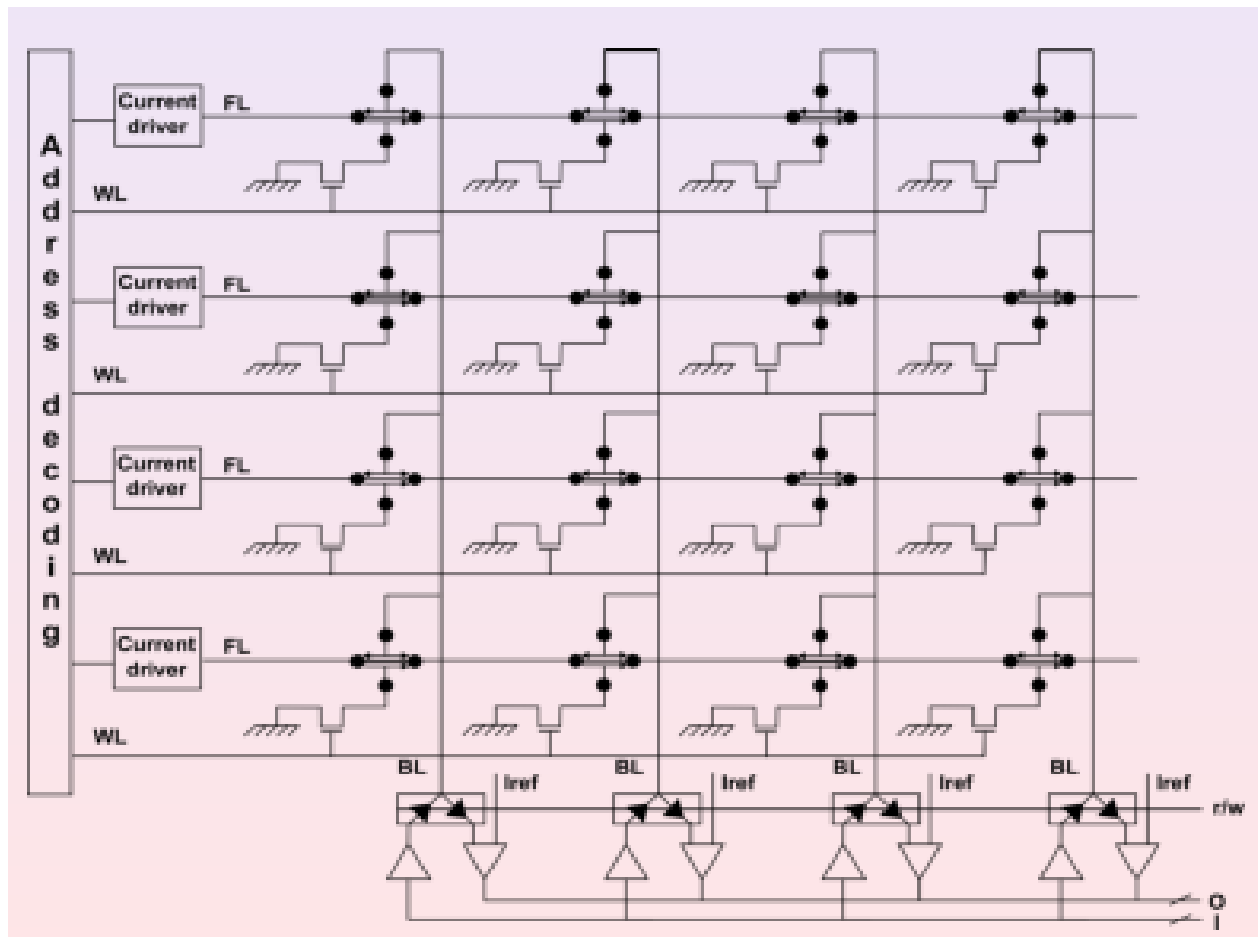 Address decoding
Current
driver
FL
WL
Current
driver
FL
WL
Current
driver
FL
WL
Current
driver
FL
WL
BL
BL
BL
BL
Iref
Iref
Iref
Iref
r/w
O
I